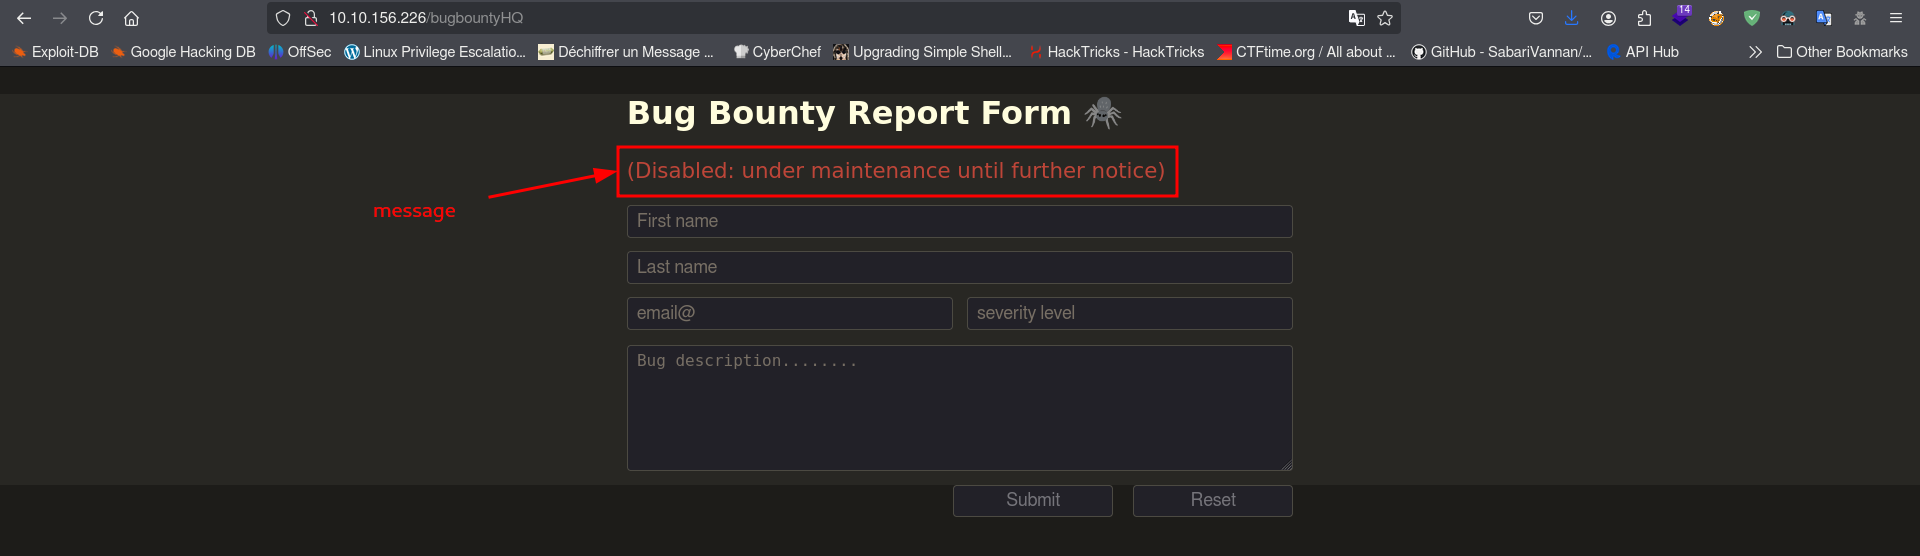 10.10.156.226/bugbountyHQ
14
Exploit-DB Google Hacking DB OffSec Linux Privilege Escalatio... Déchiffrer un Message ... CyberChef Upgrading Simple Shell... HackTricks - HackTricks CTFtime.org / All about ... GitHub - SabariVannan/... API Hub Other Bookmarks
Bug Bounty Report Form
(Disabled: under maintenance until further notice)
message
First name
Last name
email@ severity level
Bug description........
Submit Reset